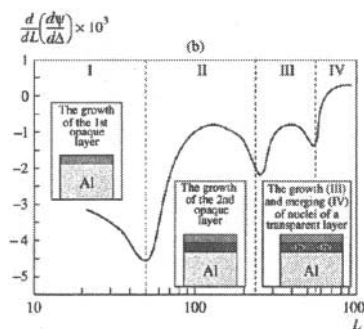 d/dL(dψ/dΔ) × 10³
(b)
1
0
−1
−2
−3
−4
−5
I
II
III
IV
The growth
of the 1st
opaque
layer
Al
The growth
of the 2nd
opaque
layer
Al
The growth (III)
and merging (IV)
of nuclei of a
transparent layer
Al
10
100
900
L